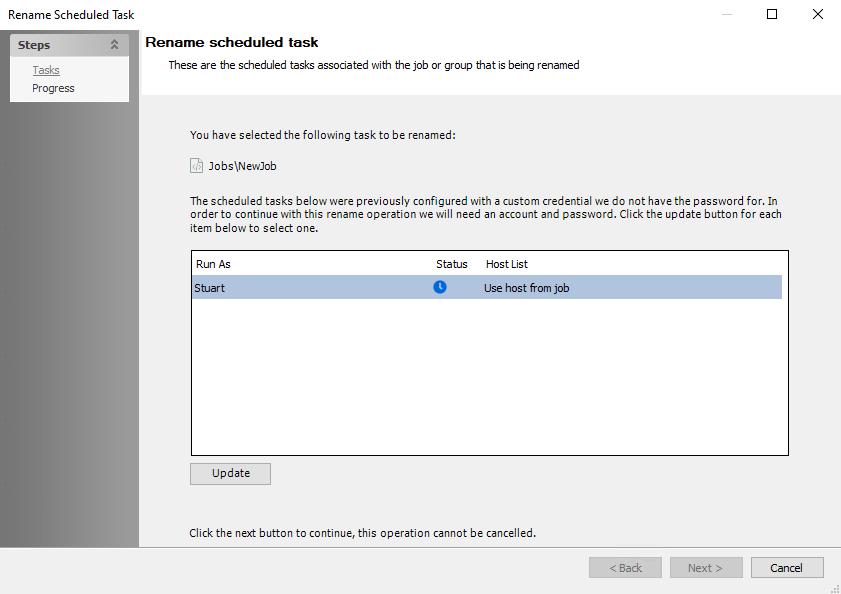 Rename Scheduled Task
Steps
Tasks
Progress
Rename scheduled task
These are the scheduled tasks associated with the job or group that is being renamed
You have selected the following task to be renamed:
Jobs\NewJob
The scheduled tasks below were previously configured with a custom credential we do not have the password for. In
order to continue with this rename operation we will need an account and password. Click the update button for each
item below to select one.
Run As Status Host List
Stuart Use host from job
Update
Click the next button to continue, this operation cannot be cancelled.
< Back Next > Cancel